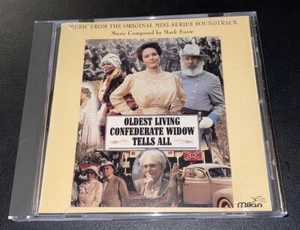 MUSIC FROM THE ORIGINAL MINI-SERIES SOUNDTRACK
Music Composed by Mark Snow
OLDEST LIVING
CONFEDERATE WIDOW
TELLS ALL
Milan